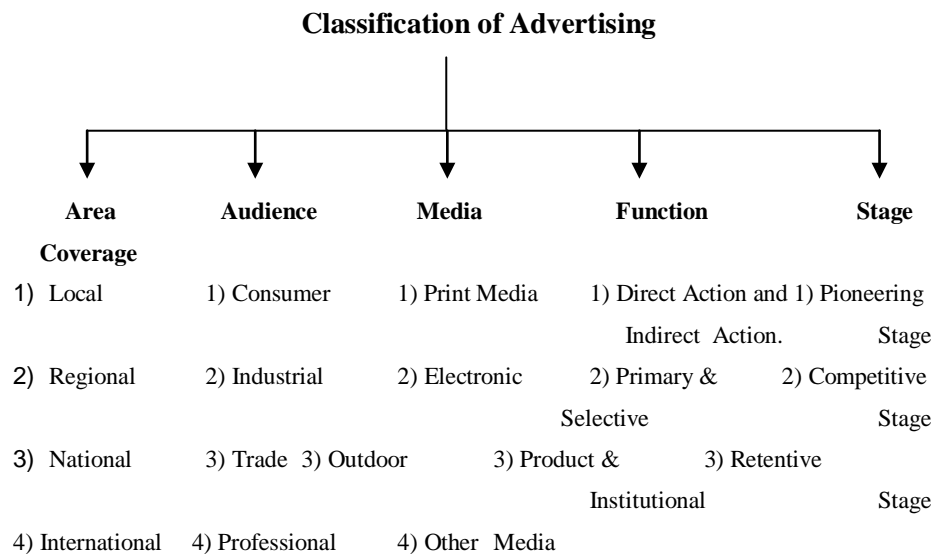 Classification of Advertising
Area Audience Media Function Stage
Coverage
1) Local 1) Consumer 1) Print Media 1) Direct Action and 1) Pioneering
Indirect Action. Stage
2) Regional 2) Industrial 2) Electronic 2) Primary & 2) Competitive
Selective Stage
3) National 3) Trade 3) Outdoor 3) Product & 3) Retentive
Institutional Stage
4) International 4) Professional 4) Other Media